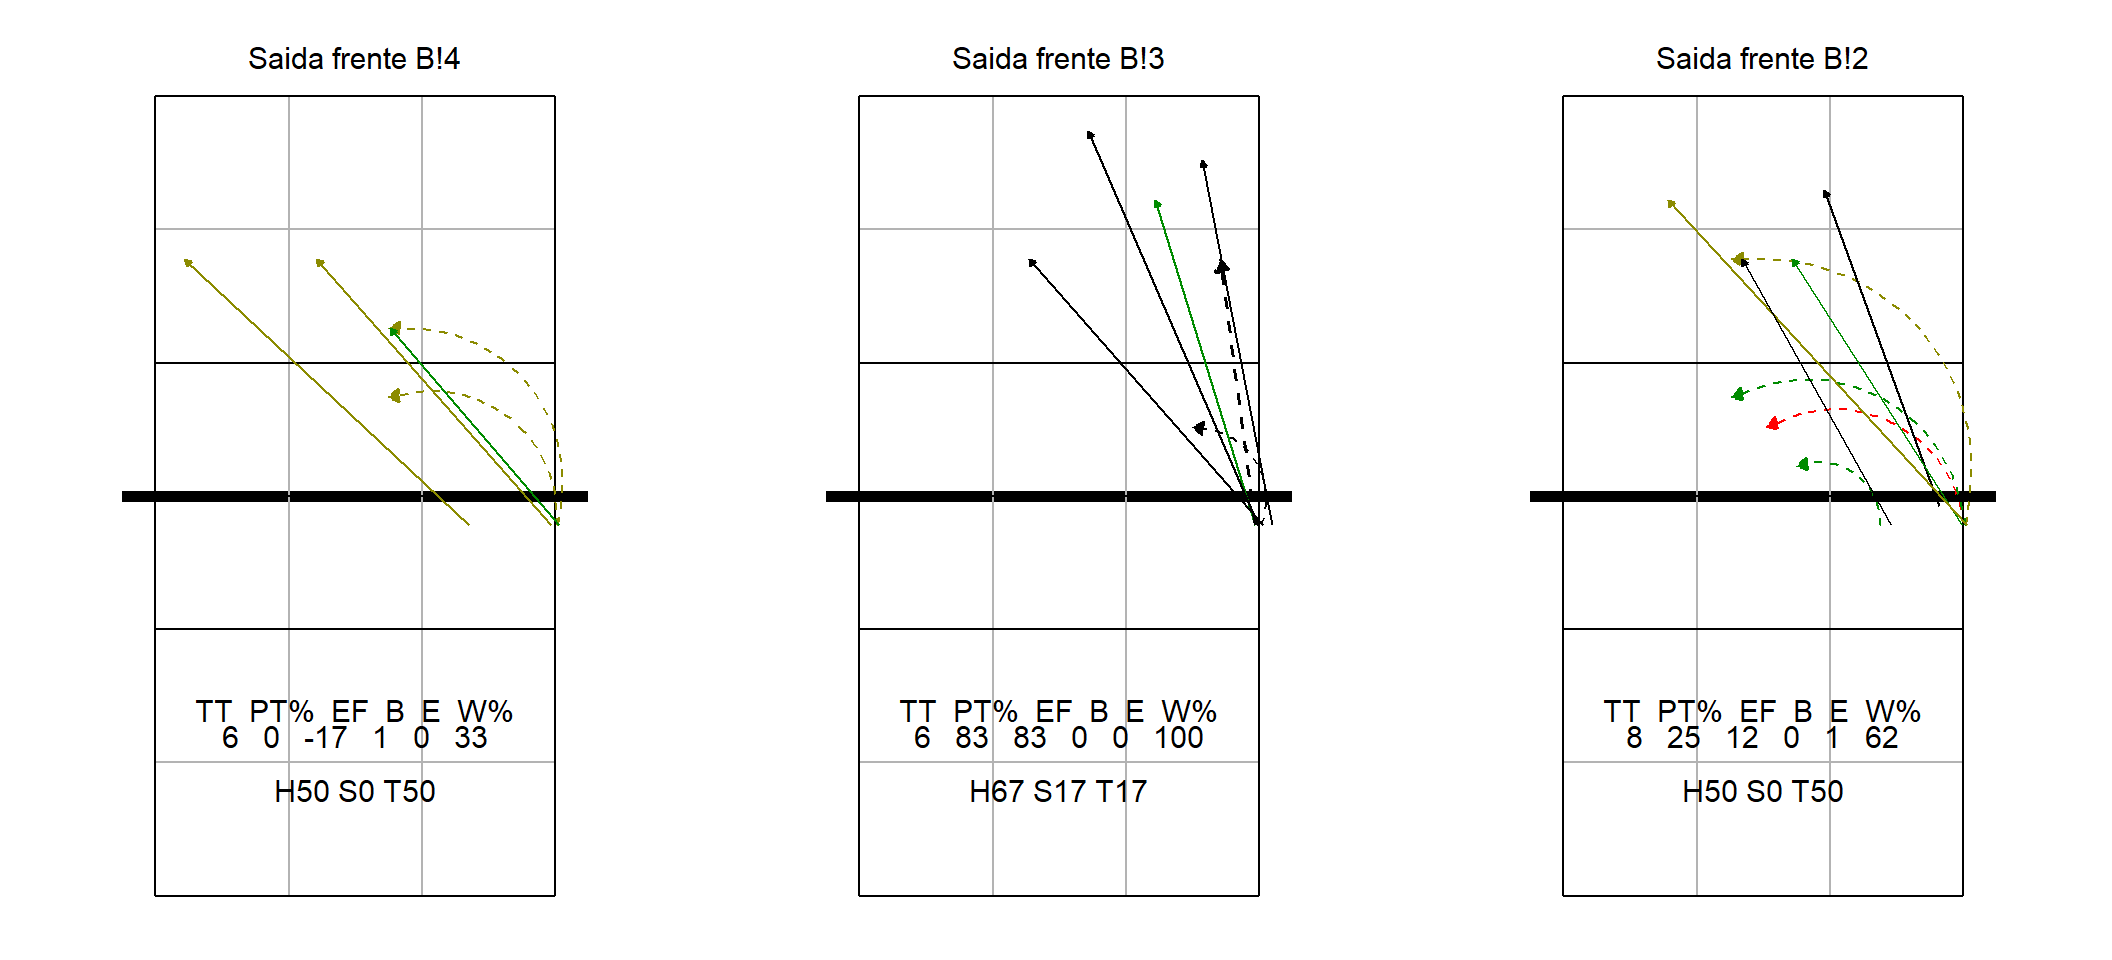 Saida frente B!4
TT PT% EF B E W%
6 0 -17 1 0 33
H50 S0 T50
Saida frente B!3
TT PT% EF B E W%
6 83 83 0 0 100
H67 S17 T17
Saida frente B!2
TT PT% EF B E W%
8 25 12 0 1 62
H50 S0 T50